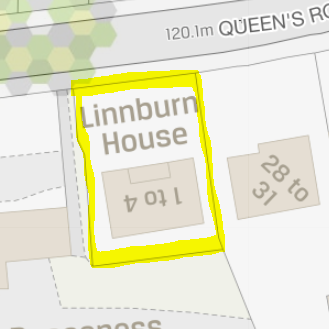 120.1m QUEEN'S RO
Linnburn
House
1 to 4
28 to
31